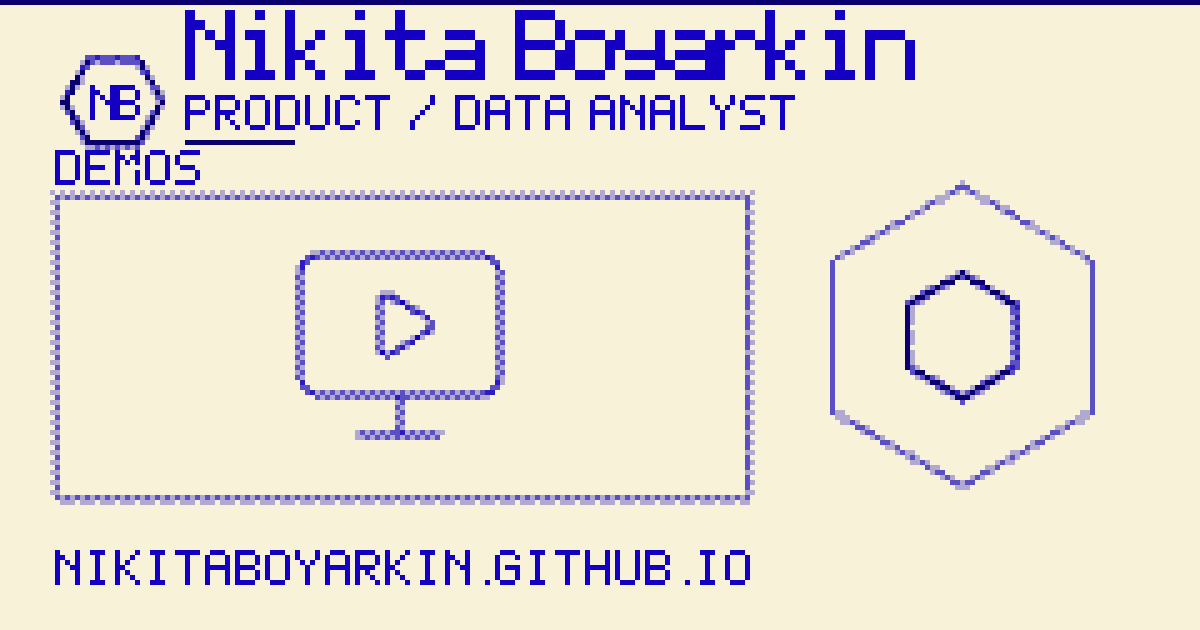 Nikita Boyarkin
NB
PRODUCT / DATA ANALYST
DEMOS
NIKITABOYARKIN.GITHUB.IO